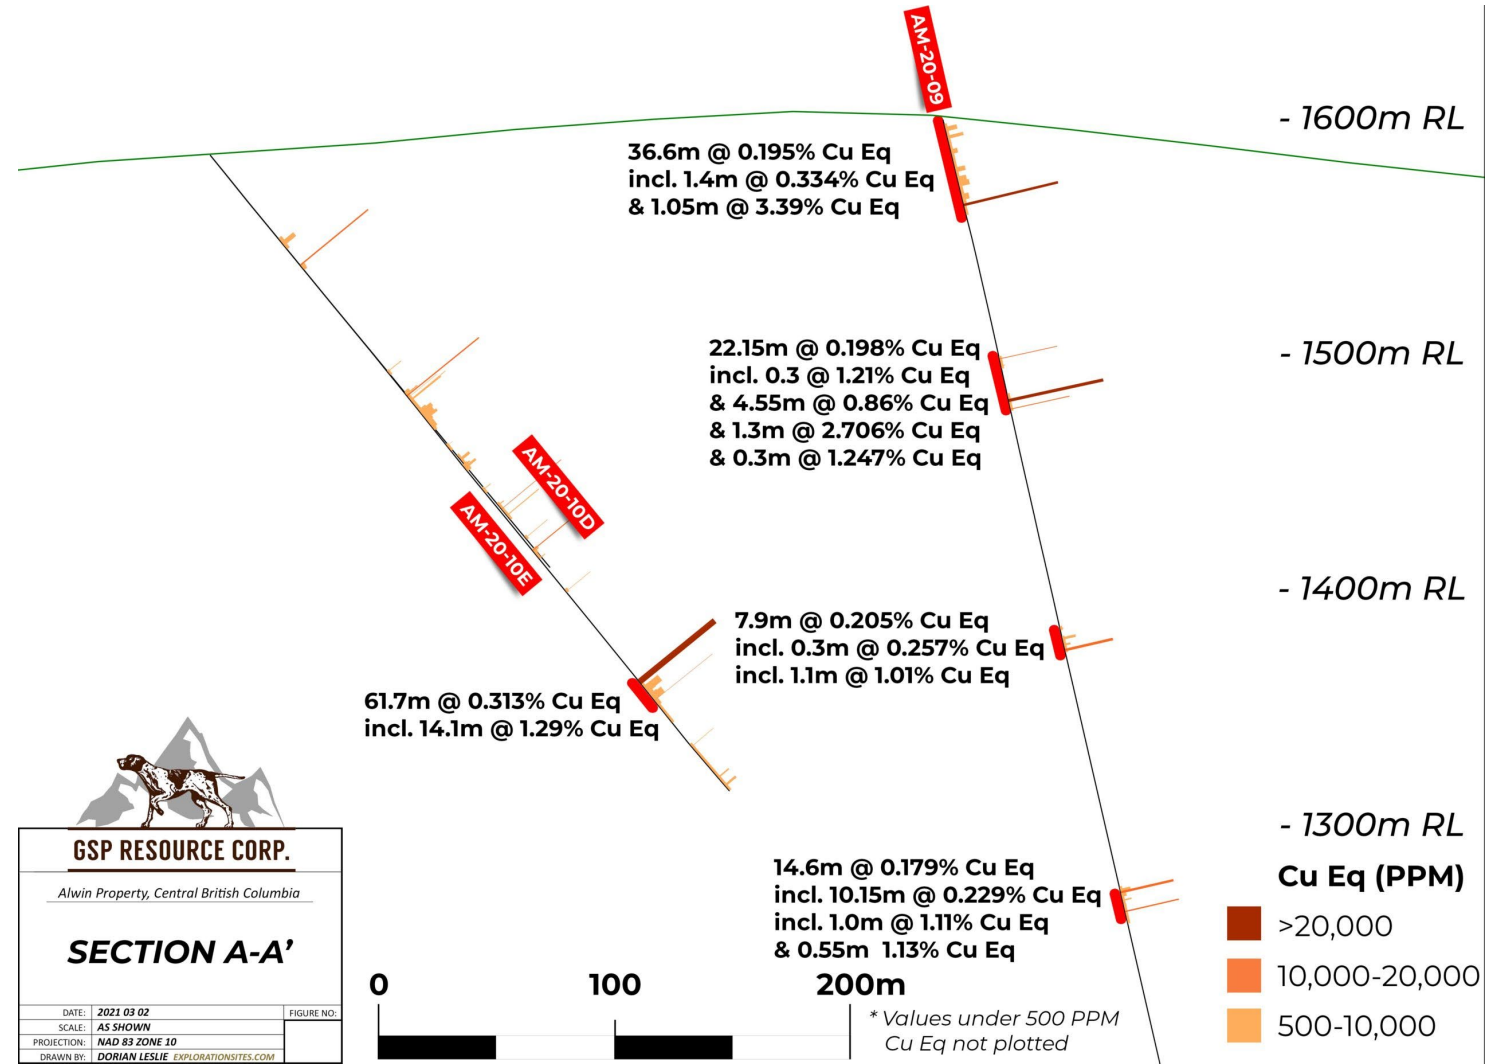 AM-20-09
- 1600m RL
36.6m @ 0.195% Cu Eq
incl. 1.4m @ 0.334% Cu Eq
& 1.05m @ 3.39% Cu Eq
22.15m @ 0.198% Cu Eq
incl. 0.3 @ 1.21% Cu Eq
& 4.55m @ 0.86% Cu Eq
& 1.3m @ 2.706% Cu Eq
& 0.3m @ 1.247% Cu Eq
- 1500m RL
AM-20-10D
AM-20-10E
- 1400m RL
7.9m @ 0.205% Cu Eq
incl. 0.3m @ 0.257% Cu Eq
incl. 1.1m @ 1.01% Cu Eq
61.7m @ 0.313% Cu Eq
incl. 14.1m @ 1.29% Cu Eq
- 1300m RL
14.6m @ 0.179% Cu Eq
incl. 10.15m @ 0.229% Cu Eq
incl. 1.0m @ 1.11% Cu Eq
& 0.55m 1.13% Cu Eq
Cu Eq (PPM)
>20,000
10,000-20,000
500-10,000
GSP RESOURCE CORP.
Alwin Property, Central British Columbia
SECTION A-A’
DATE: 2021 03 02 FIGURE NO:
SCALE: AS SHOWN
PROJECTION: NAD 83 ZONE 10
DRAWN BY: DORIAN LESLIE EXPLORATIONSITES.COM
0 100 200m
* Values under 500 PPM
Cu Eq not plotted